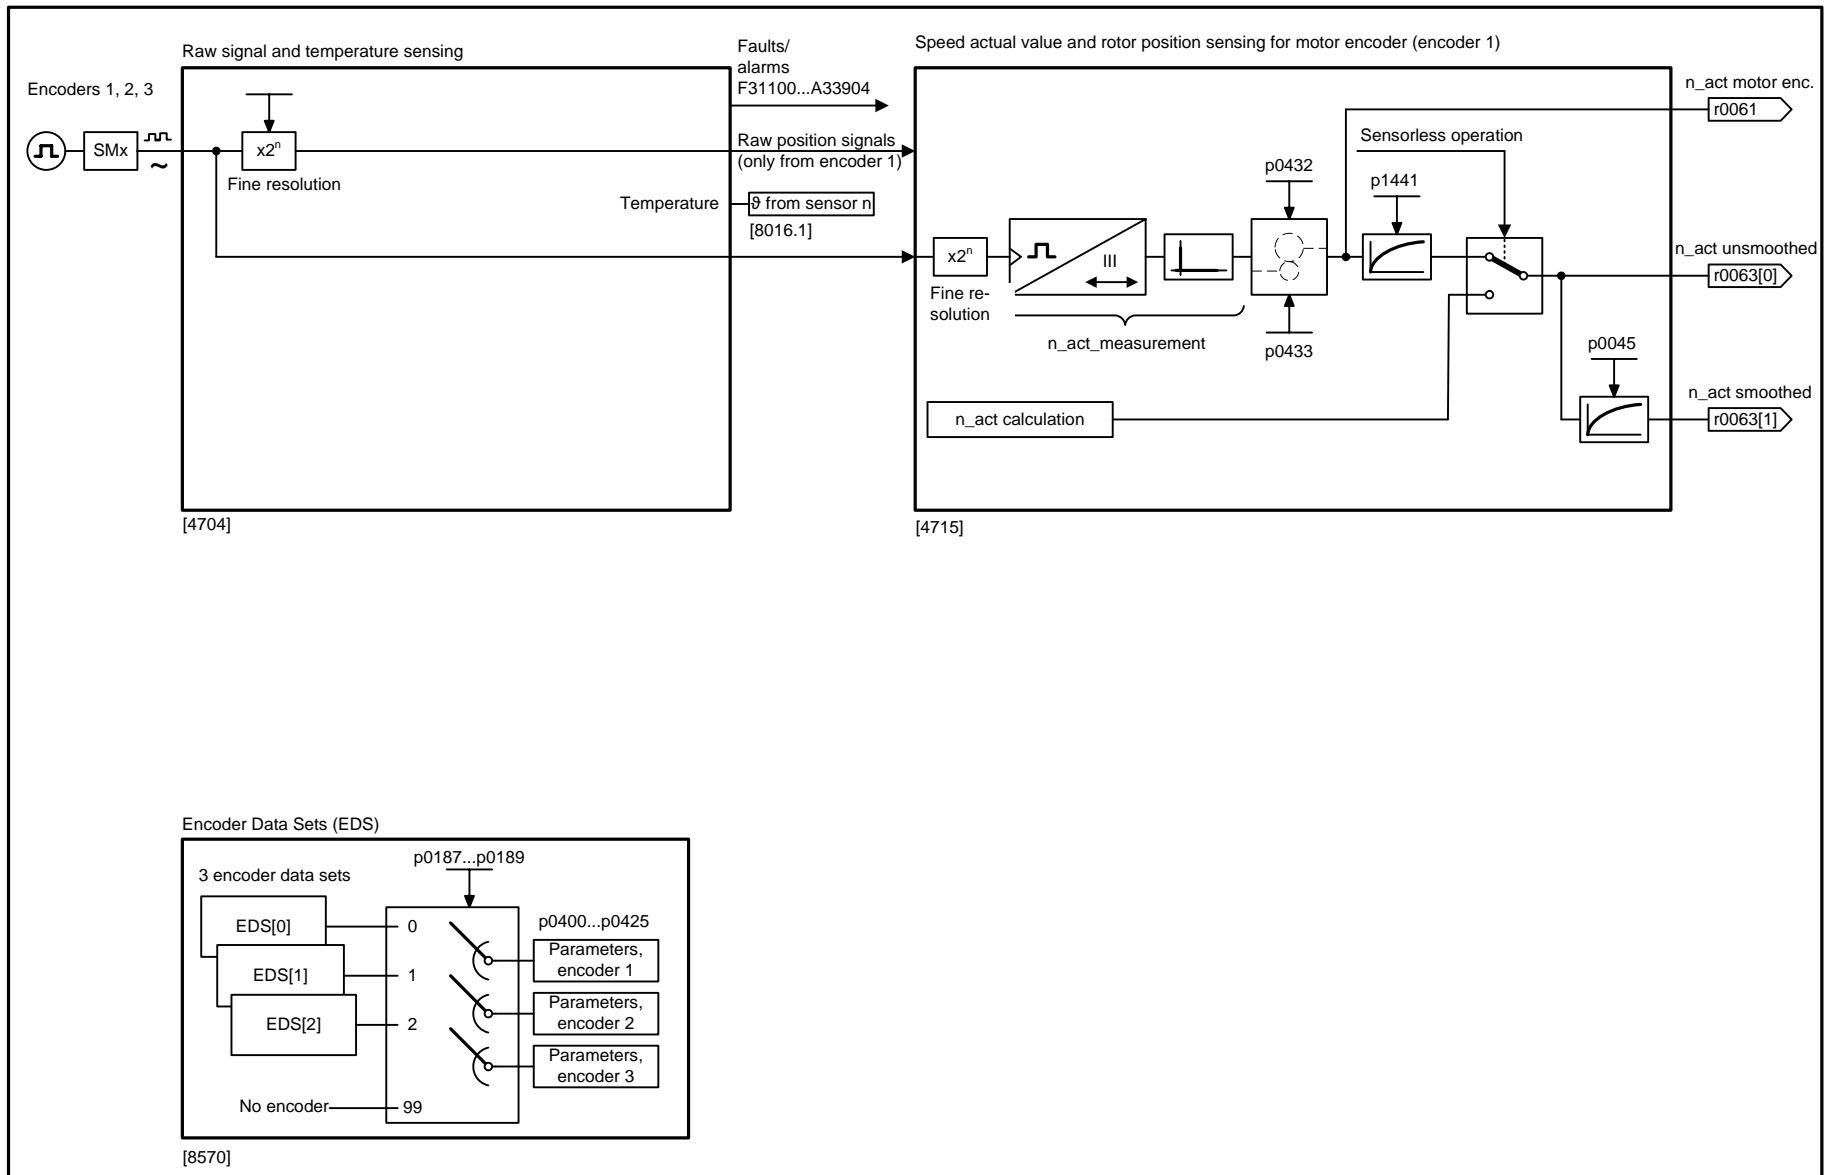 Raw signal and temperature sensing
Faults/
alarms
F31100...A33904
Speed actual value and rotor position sensing for motor encoder (encoder 1)
Encoders 1, 2, 3
n_act motor enc.
r0061
SMx
~
x2ⁿ
Fine resolution
Raw position signals
(only from encoder 1)
Sensorless operation
p0432
p1441
Temperature
ϑ from sensor n
[8016.1]
x2ⁿ
Fine re-
solution
III
n_act_measurement
p0433
n_act unsmoothed
r0063[0]
p0045
n_act calculation
n_act smoothed
r0063[1]
[4704]
[4715]
Encoder Data Sets (EDS)
p0187...p0189
3 encoder data sets
EDS[0]
0
EDS[1]
1
EDS[2]
2
No encoder
99
p0400...p0425
Parameters,
encoder 1
Parameters,
encoder 2
Parameters,
encoder 3
[8570]